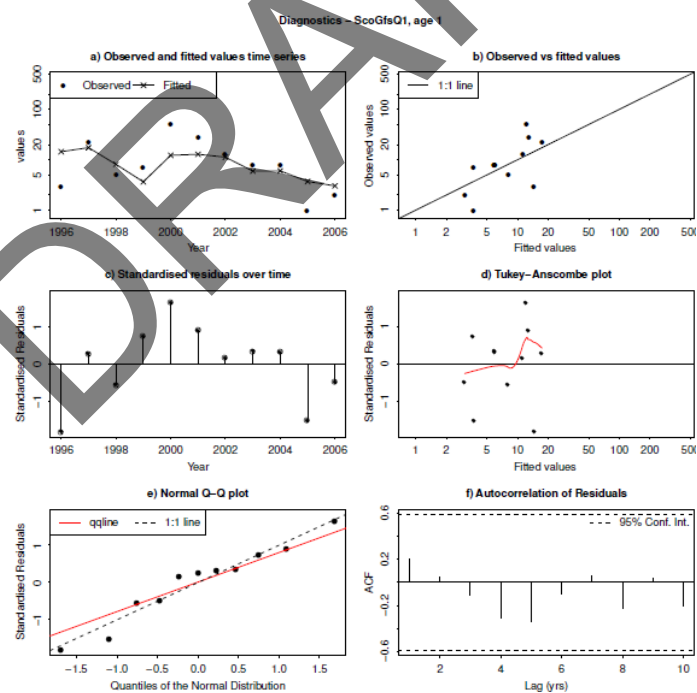 Diagnostics – ScoGfsQ1, age 1
a) Observed and fitted values time series
Observed Fitted
values
500
100
20
5
1
1996 1998 2000 2002 2004 2006
Year
b) Observed vs fitted values
1:1 line
Observed values
500
100
20
5
1
1 2 5 10 20 50 100 200 500
Fitted values
c) Standardised residuals over time
Standardised Residuals
1
0
−1
1996 1998 2000 2002 2004 2006
Year
d) Tukey−Anscombe plot
Standardised Residuals
1
0
−1
1 2 5 10 20 50 100 200 500
Fitted values
e) Normal Q−Q plot
qqline 1:1 line
Standardised Residuals
1
0
−1
−1.5 −1.0 −0.5 0.0 0.5 1.0 1.5
Quantiles of the Normal Distribution
f) Autocorrelation of Residuals
95% Conf. Int.
ACF
0.6
0.2
−0.2
−0.6
2 4 6 8 10
Lag (yrs)